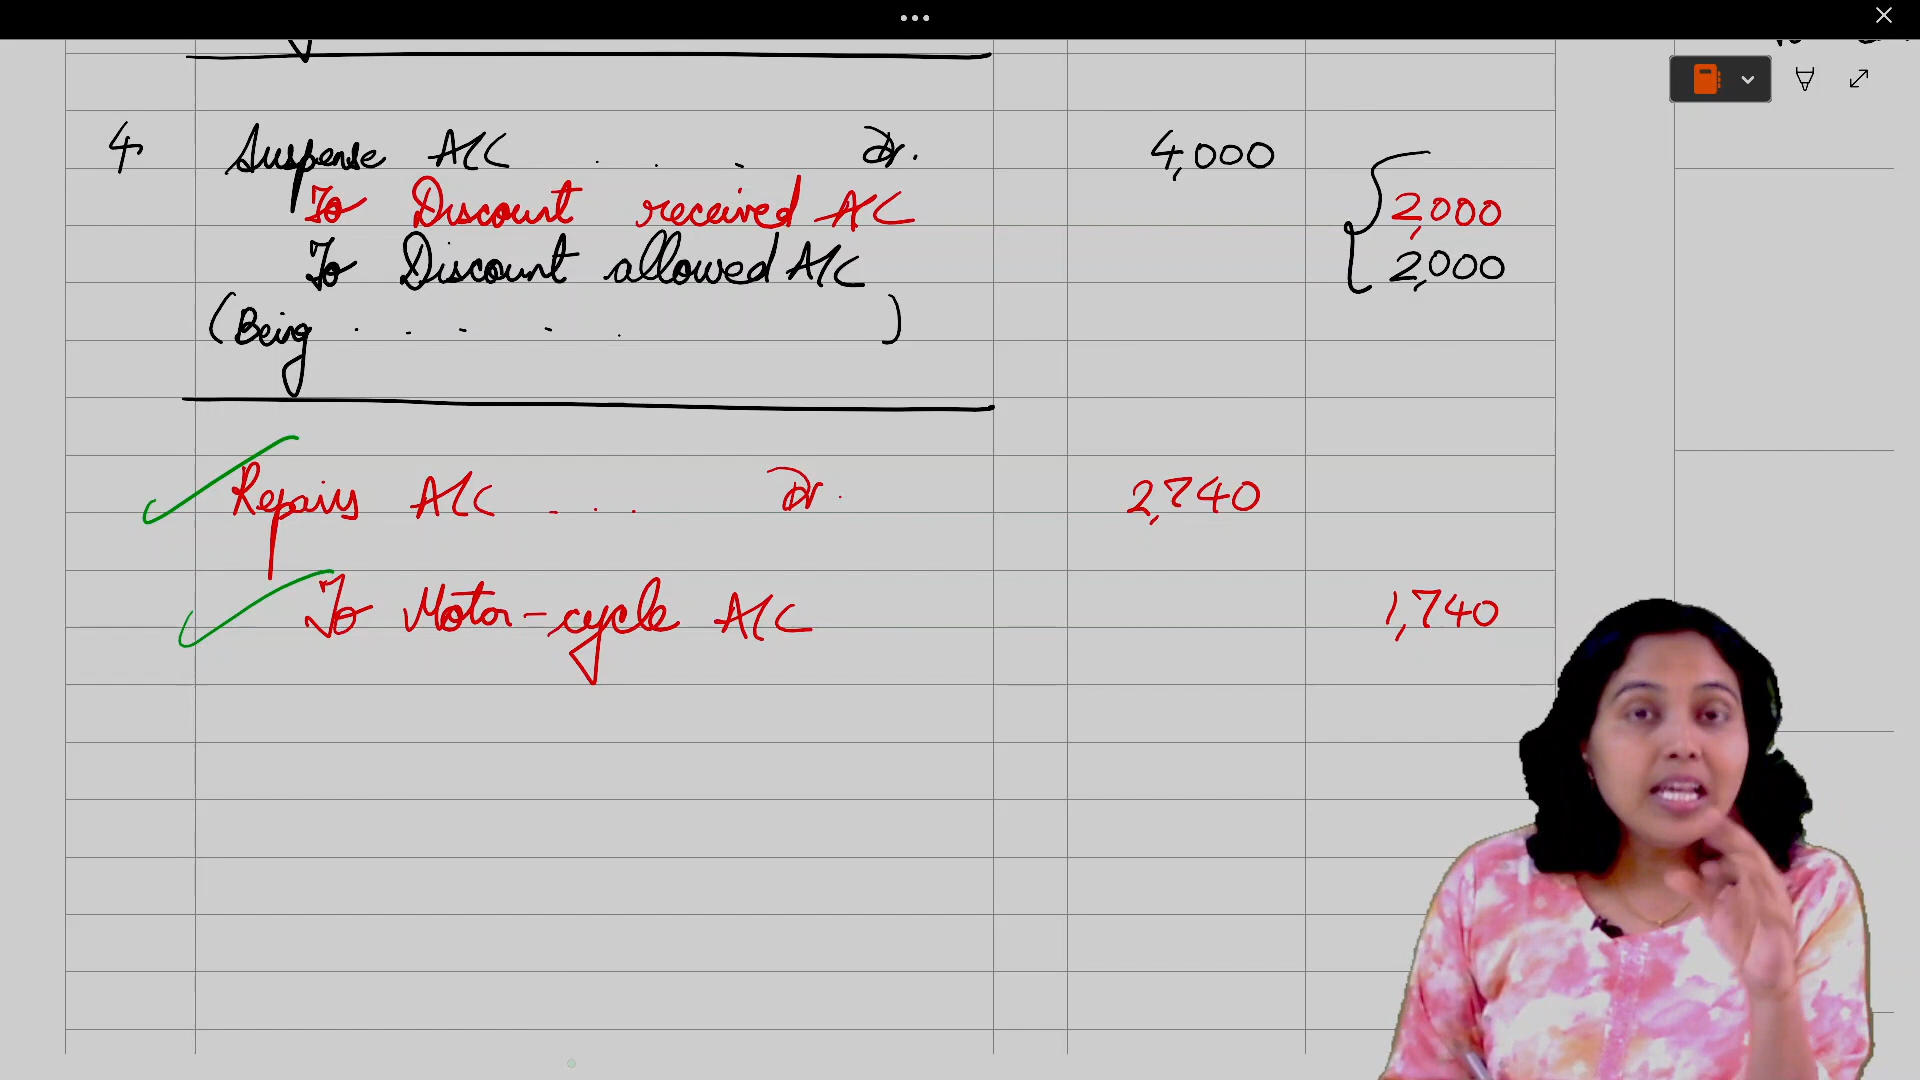 4 Suspense A/C . . . Dr. 4,000
To Discount received A/C 2,000
To Discount allowed A/C 2,000
(Being . . . . . )
Repairs A/C . . . Dr. 2,740
To Motor-cycle A/C 1,740